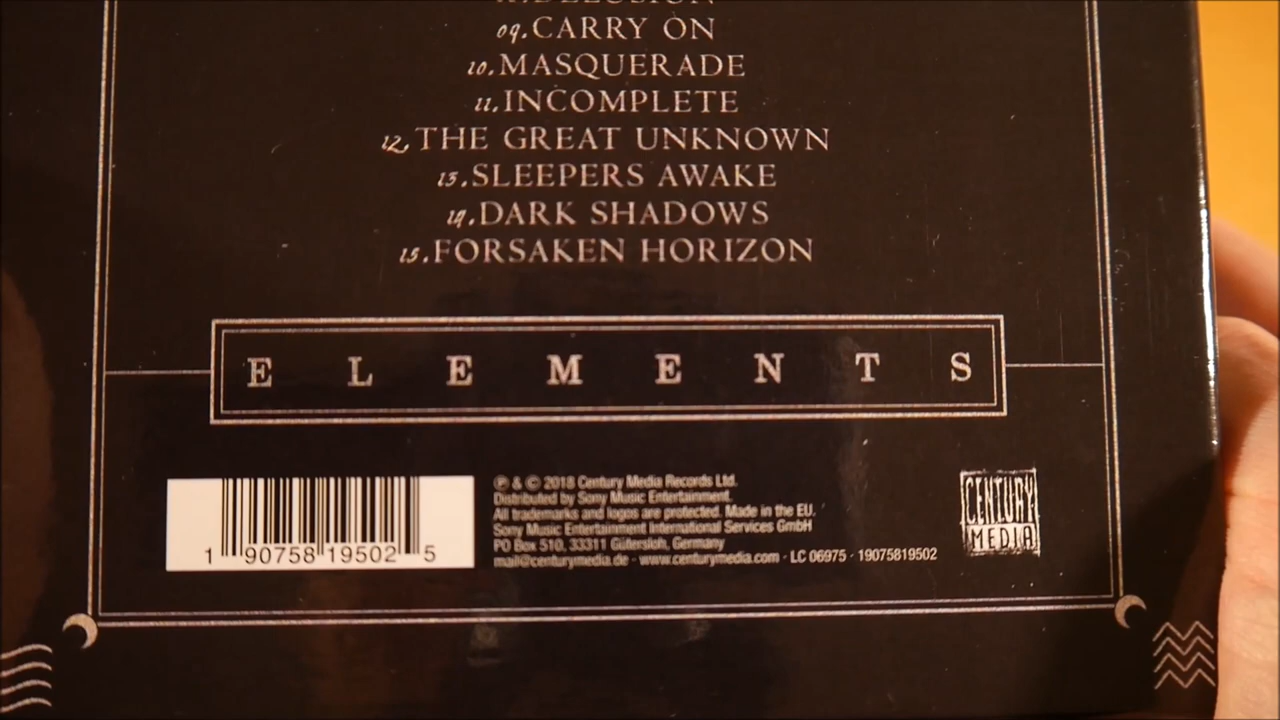 DELUSION
09. CARRY ON
10. MASQUERADE
11. INCOMPLETE
12. THE GREAT UNKNOWN
13. SLEEPERS AWAKE
14. DARK SHADOWS
15. FORSAKEN HORIZON
ELEMENTS
℗ & © 2018 Century Media Records Ltd.
Distributed by Sony Music Entertainment.
All trademarks and logos are protected. Made in the EU.
Sony Music Entertainment International Services GmbH
PO Box 510, 33311 Gütersloh, Germany
mail@centurymedia.de · www.centurymedia.com · LC 06975 · 19075819502
1 90758 19502 5
CENTURY
MEDIA